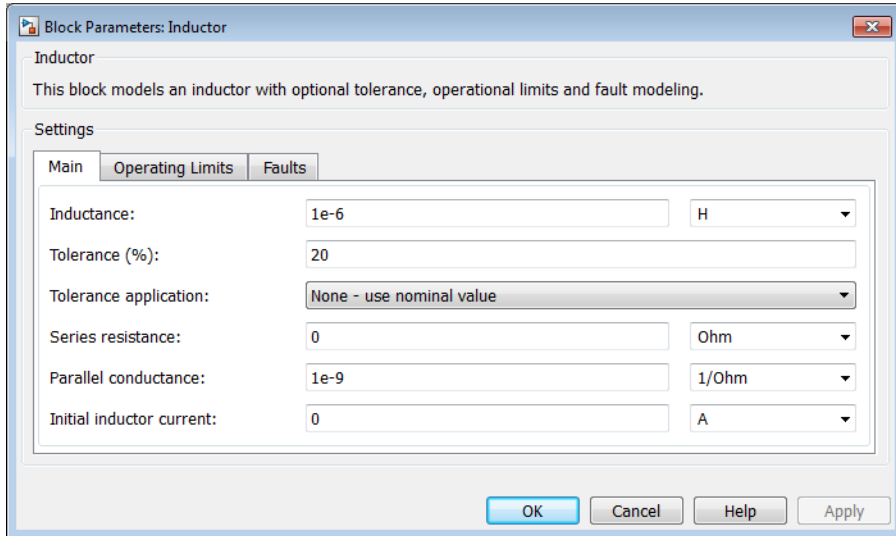 Block Parameters: Inductor
Inductor
This block models an inductor with optional tolerance, operational limits and fault modeling.
Settings
Main Operating Limits Faults
Inductance: 1e-6 H
Tolerance (%): 20
Tolerance application: None - use nominal value
Series resistance: 0 Ohm
Parallel conductance: 1e-9 1/Ohm
Initial inductor current: 0 A
OK Cancel Help Apply